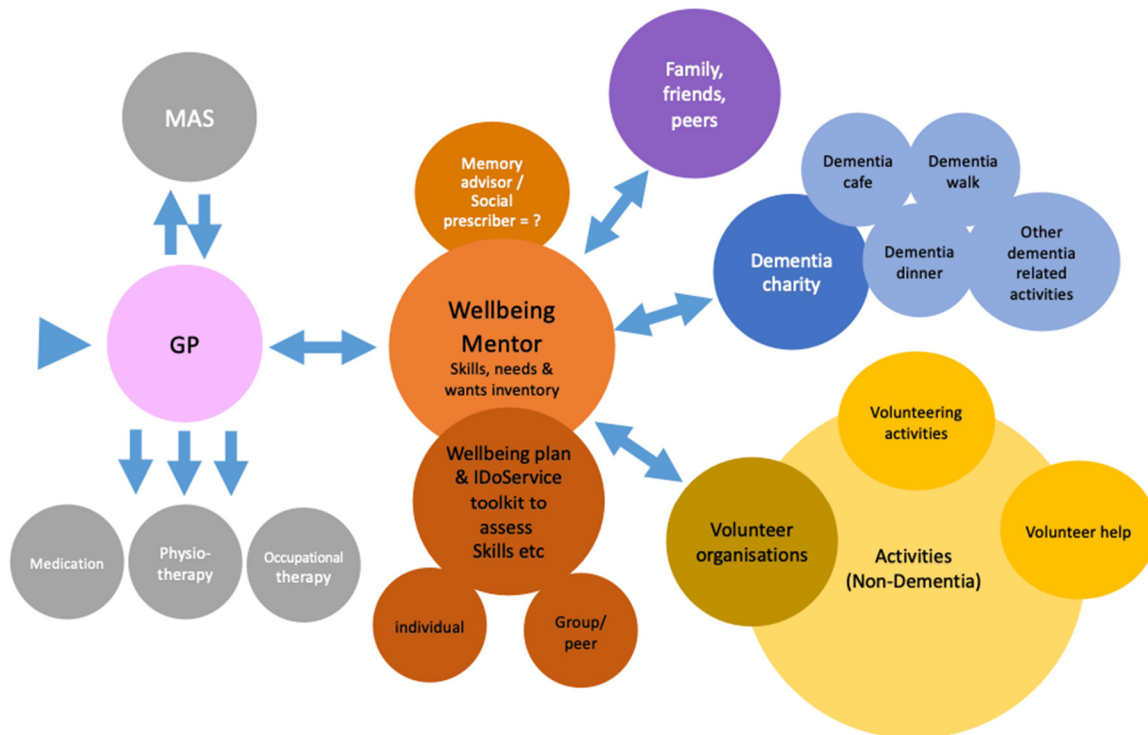 MAS
GP
Medication
Physio-
therapy
Occupational
therapy
Memory
advisor /
Social
prescriber = ?
Wellbeing
Mentor
Skills, needs &
wants inventory
Wellbeing plan
& IDoService
toolkit to
assess
Skills etc
individual
Group/
peer
Family,
friends,
peers
Dementia
charity
Dementia
cafe
Dementia
walk
Dementia
dinner
Other
dementia
related
activities
Volunteer
organisations
Volunteering
activities
Volunteer help
Activities
(Non-Dementia)